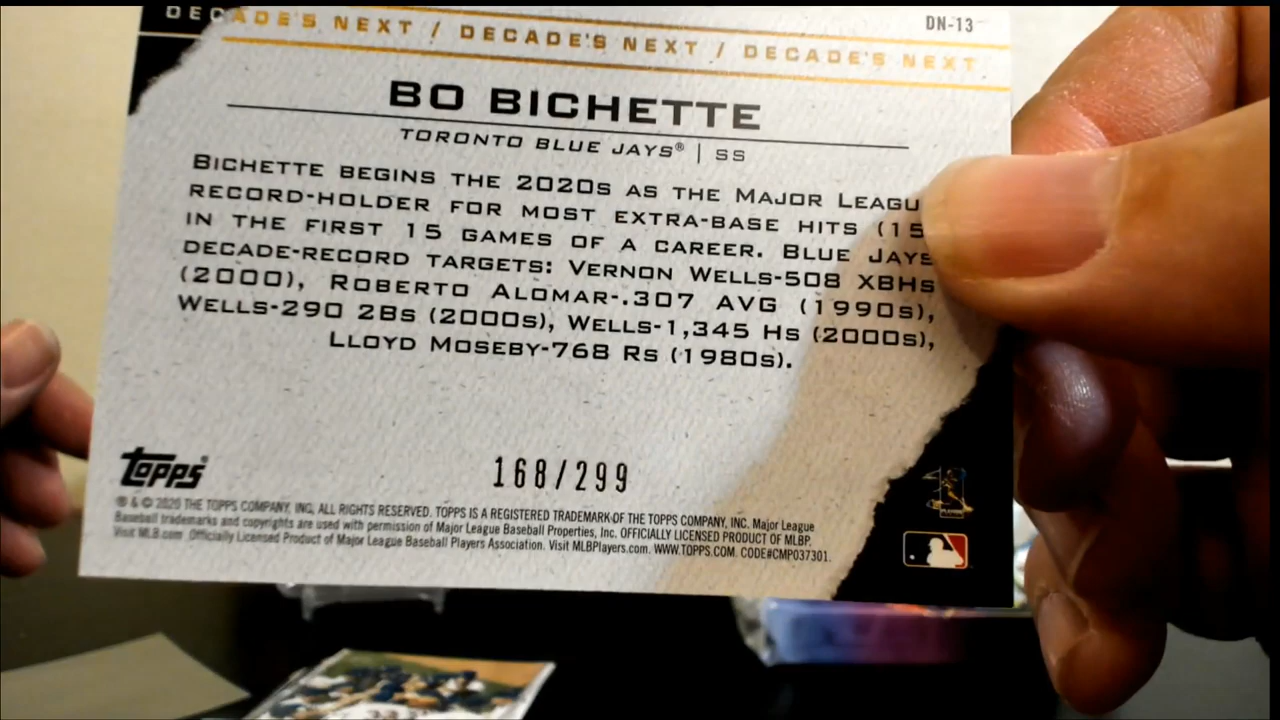 DECADE'S NEXT / DECADE'S NEXT / DECADE'S NEXT
DN-13
BO BICHETTE
TORONTO BLUE JAYS® | SS
BICHETTE BEGINS THE 2020S AS THE MAJOR LEAGU
RECORD-HOLDER FOR MOST EXTRA-BASE HITS (15
IN THE FIRST 15 GAMES OF A CAREER. BLUE JAYS
DECADE-RECORD TARGETS: VERNON WELLS-508 XBHS
(2000), ROBERTO ALOMAR-.307 AVG (1990S),
WELLS-290 2BS (2000S), WELLS-1,345 HS (2000S),
LLOYD MOSEBY-768 RS (1980S).
Topps
168/299
® & © 2020 THE TOPPS COMPANY, INC. ALL RIGHTS RESERVED. TOPPS IS A REGISTERED TRADEMARK OF THE TOPPS COMPANY, INC. Major League
Baseball trademarks and copyrights are used with permission of Major League Baseball Properties, Inc. OFFICIALLY LICENSED PRODUCT OF MLBP.
Visit MLB.com Officially Licensed Product of Major League Baseball Players Association. Visit MLBPlayers.com. WWW.TOPPS.COM. CODE#CMP037301.